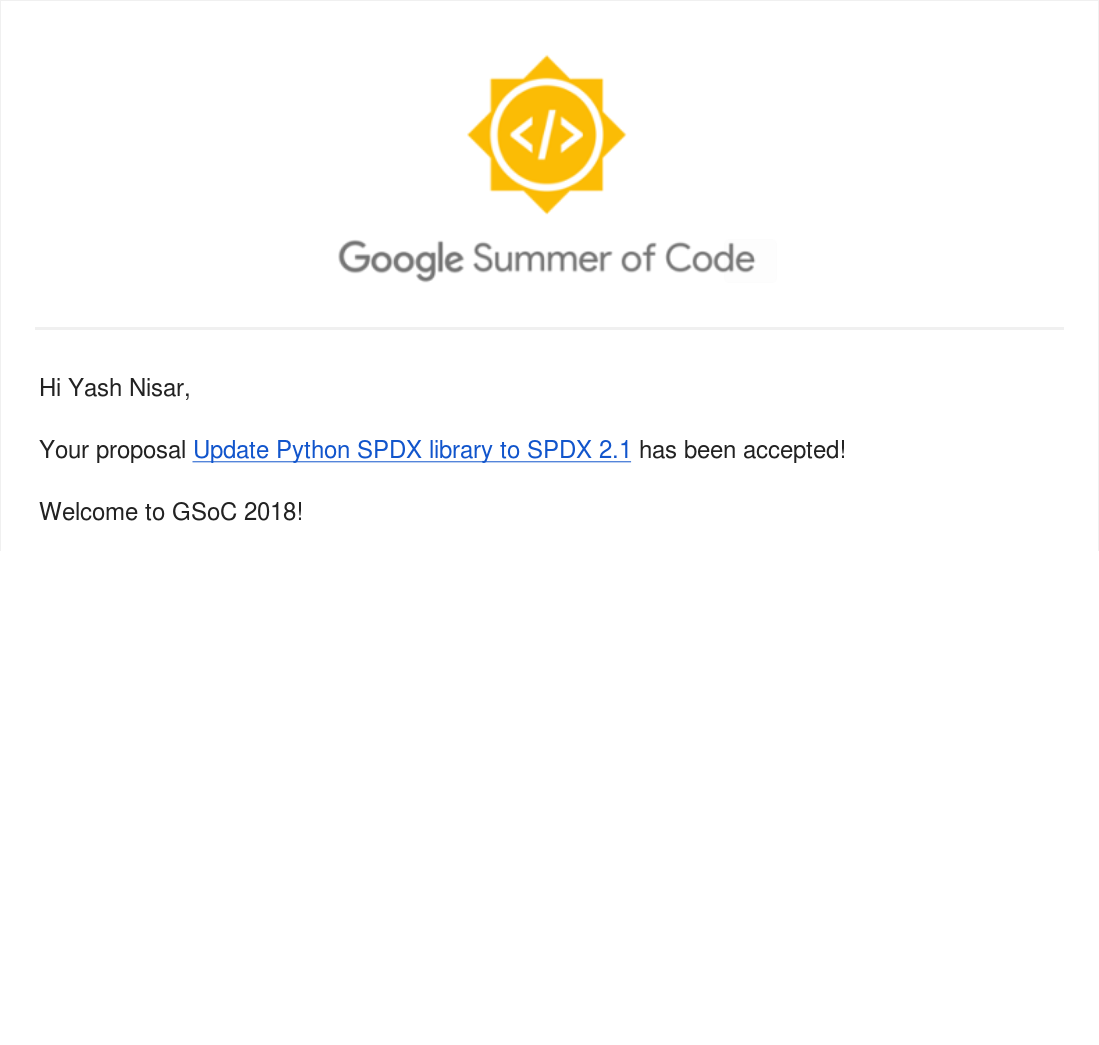 </>
Google Summer of Code
Hi Yash Nisar,
Your proposal Update Python SPDX library to SPDX 2.1 has been accepted!
Welcome to GSoC 2018!